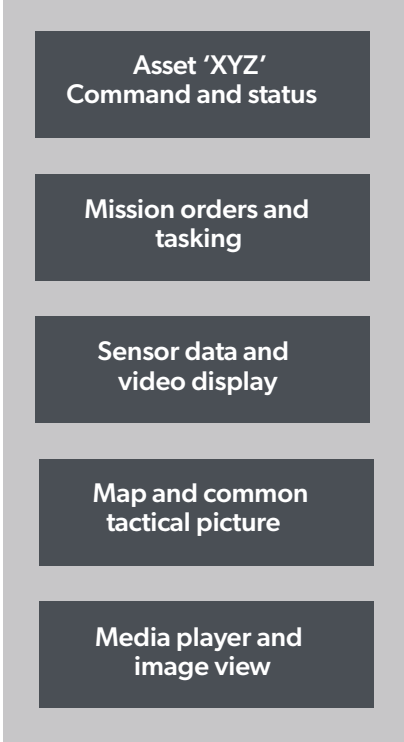 Asset ‘XYZ’
Command and status
Mission orders and
tasking
Sensor data and
video display
Map and common
tactical picture
Media player and
image view